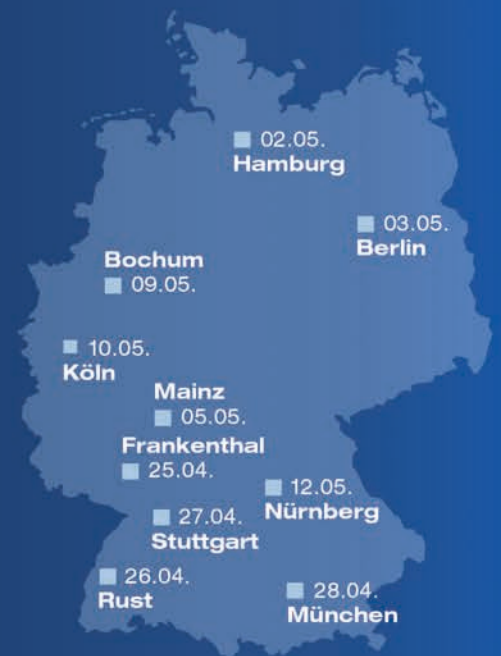 02.05.
Hamburg
03.05.
Berlin
Bochum
09.05.
10.05.
Köln
Mainz
05.05.
Frankenthal
25.04.
12.05.
Nürnberg
27.04.
Stuttgart
26.04.
Rust
28.04.
München